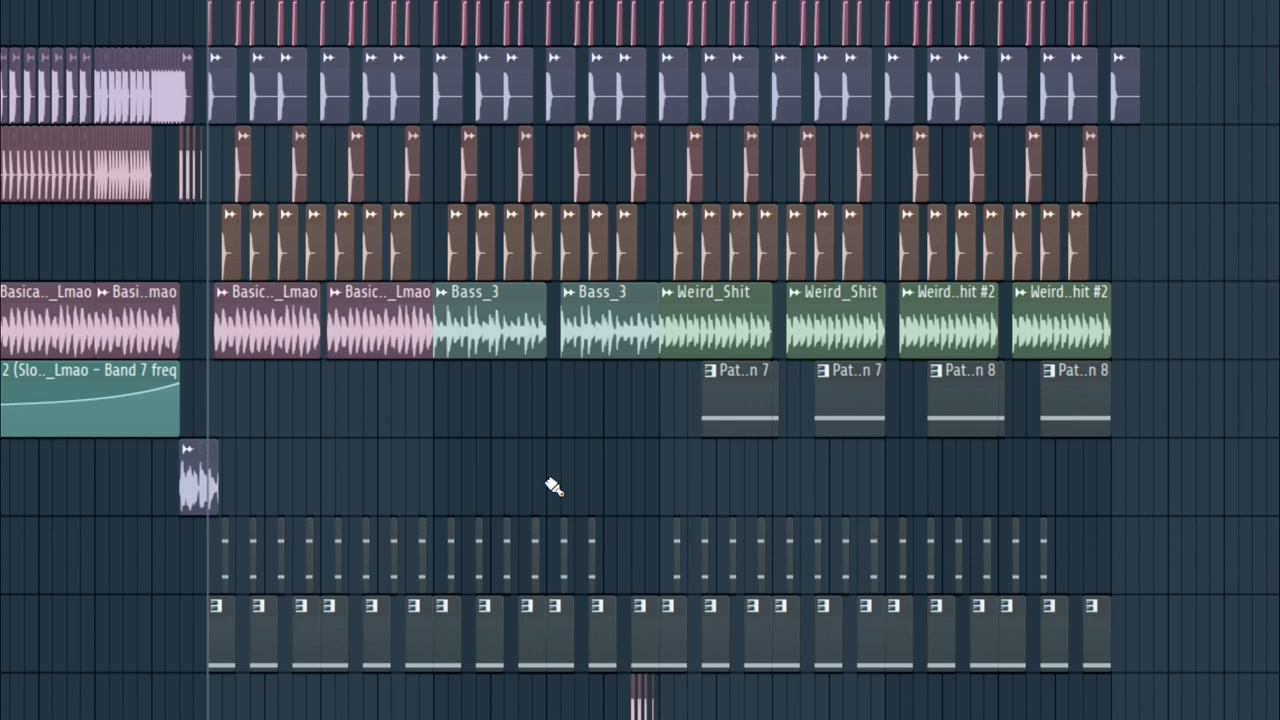 Basica.._Lmao
Basi..mao
Basic.._Lmao
Basic.._Lmao
Bass_3
Bass_3
Weird_Shit
Weird_Shit
Weird..hit #2
Weird..hit #2
2 (Slo.._Lmao - Band 7 freq
Pat..n 7
Pat..n 7
Pat..n 8
Pat..n 8